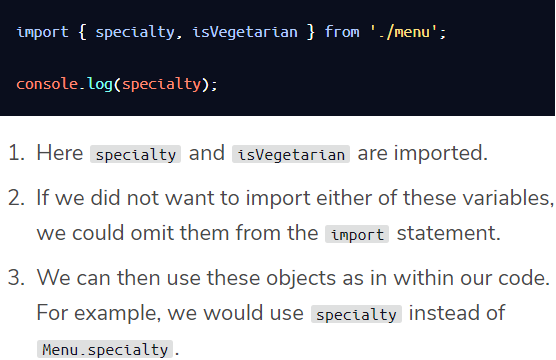 import { specialty, isVegetarian } from './menu';
console.log(specialty);
1. Here specialty and isVegetarian are imported.
2. If we did not want to import either of these variables,
we could omit them from the import statement.
3. We can then use these objects as in within our code.
For example, we would use specialty instead of
Menu.specialty.